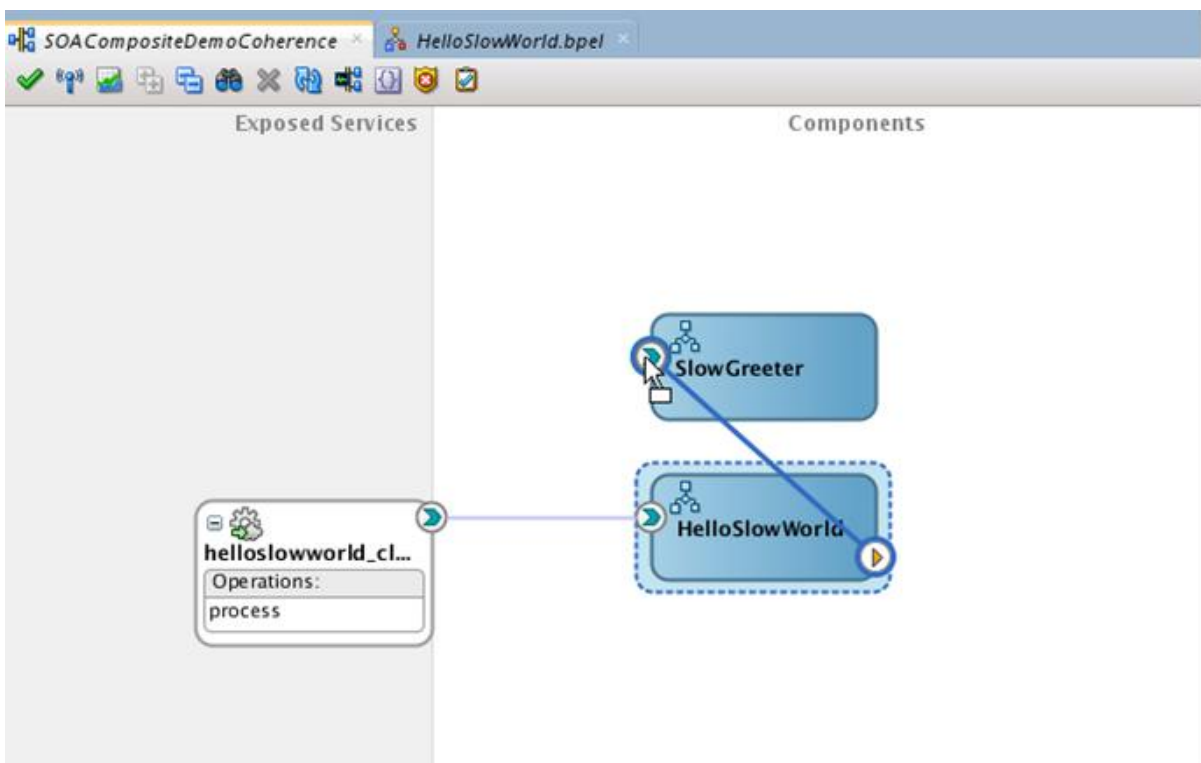 SOACompositeDemoCoherence
HelloSlowWorld.bpel
Exposed Services
Components
SlowGreeter
HelloSlowWorld
helloslowworld_cl...
Operations:
process